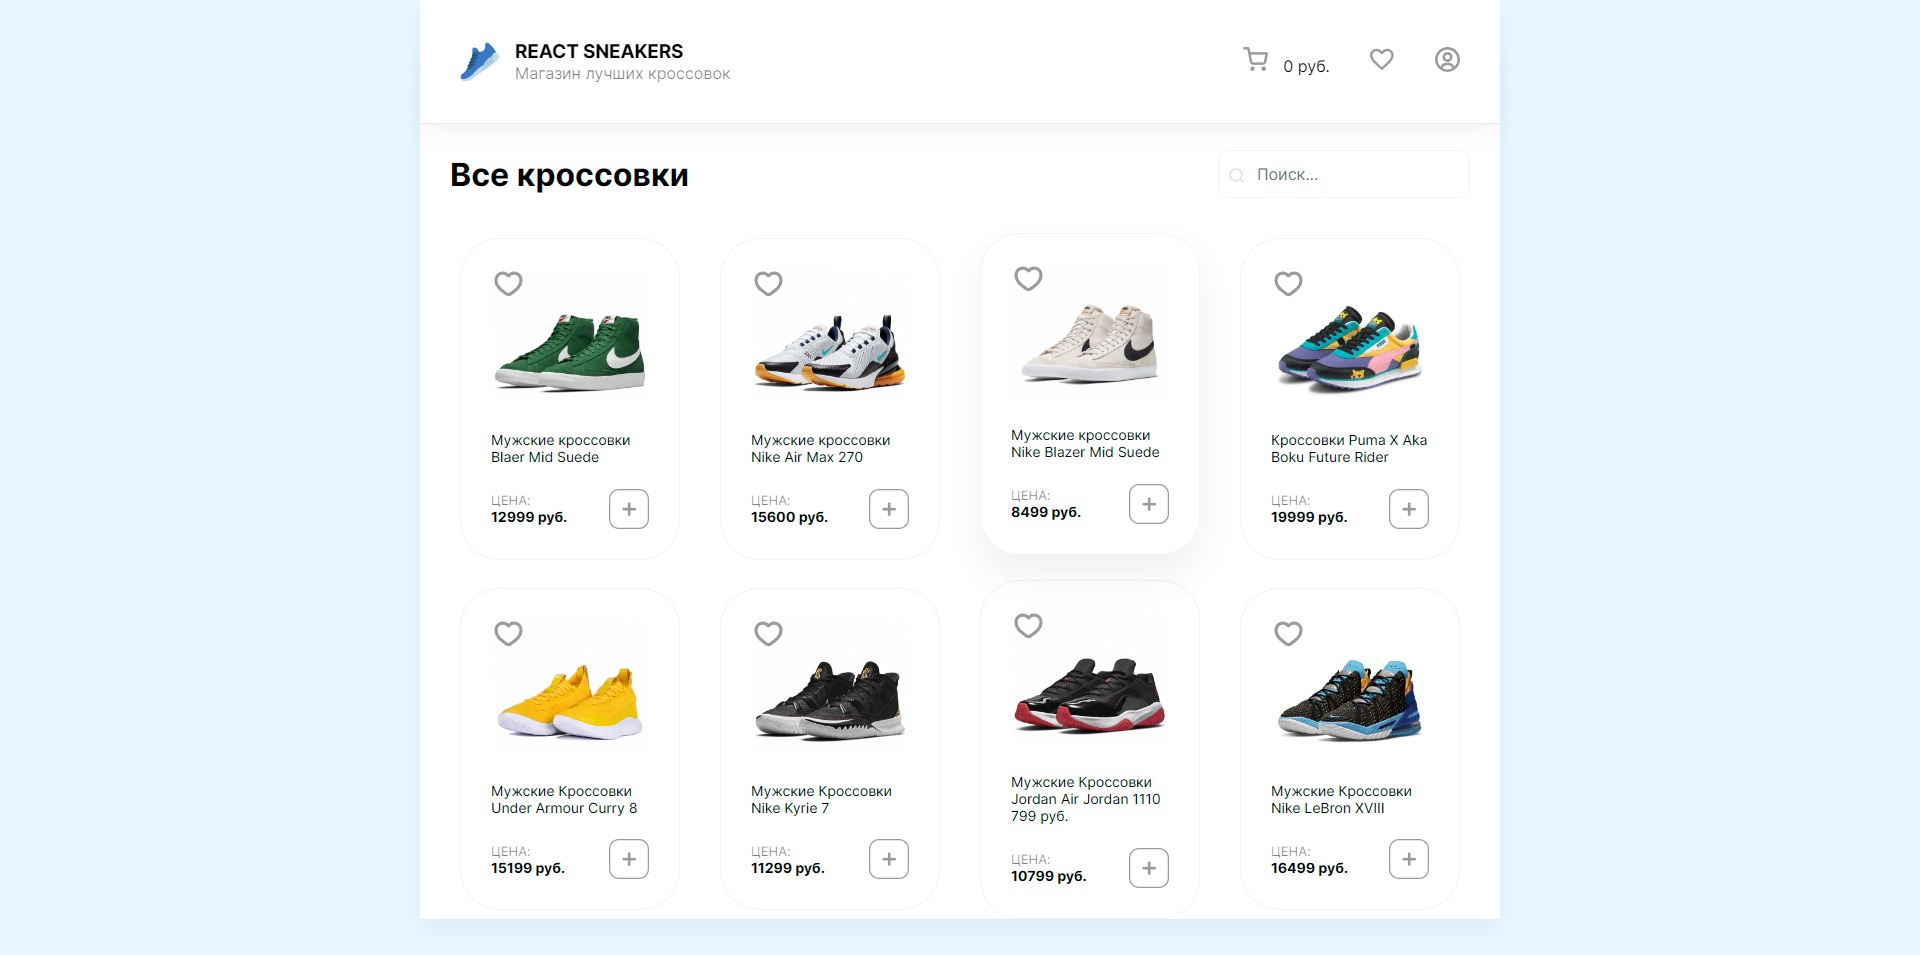 REACT SNEAKERS
Магазин лучших кроссовок
0 руб.
Все кроссовки
Поиск...
Мужские кроссовки
Blaer Mid Suede
ЦЕНА:
12999 руб.
Мужские кроссовки
Nike Air Max 270
ЦЕНА:
15600 руб.
Мужские кроссовки
Nike Blazer Mid Suede
ЦЕНА:
8499 руб.
Кроссовки Puma X Aka
Boku Future Rider
ЦЕНА:
19999 руб.
Мужские Кроссовки
Under Armour Curry 8
ЦЕНА:
15199 руб.
Мужские Кроссовки
Nike Kyrie 7
ЦЕНА:
11299 руб.
Мужские Кроссовки
Jordan Air Jordan 1110
799 руб.
ЦЕНА:
10799 руб.
Мужские Кроссовки
Nike LeBron XVIII
ЦЕНА:
16499 руб.